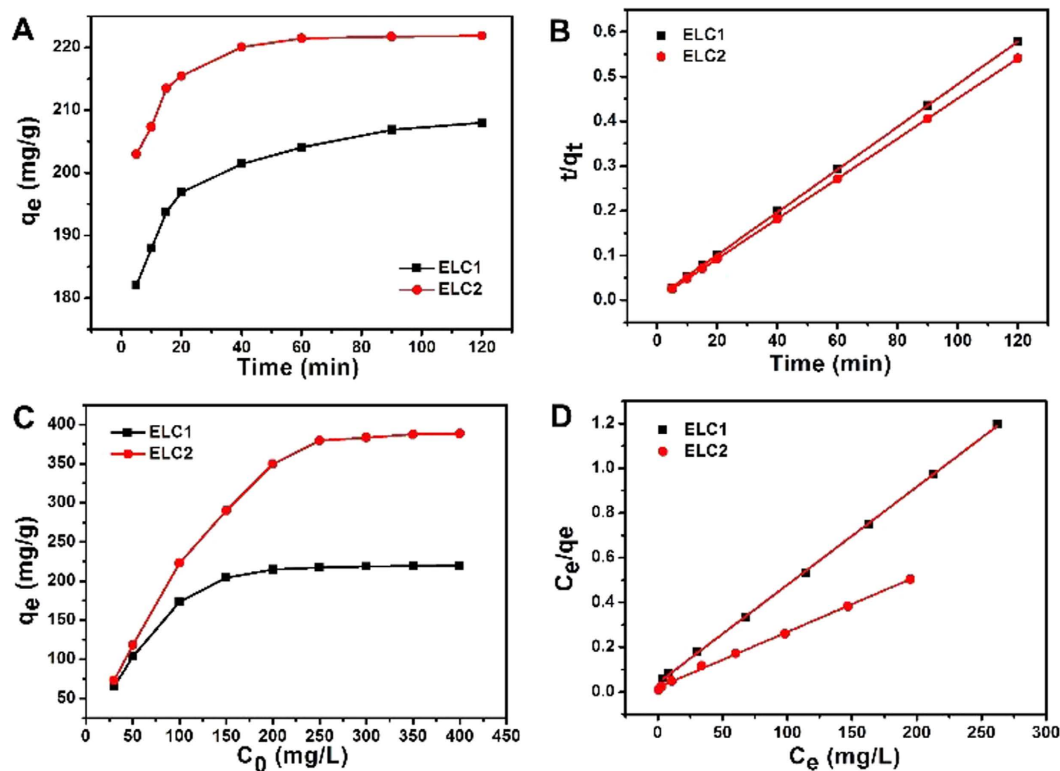 A
220
210
200
190
180
qe (mg/g)
ELC1
ELC2
0 20 40 60 80 100 120
Time (min)
B
0.6
0.5
0.3
0.2
0.0
t/qt
ELC1
ELC2
0 20 40 60 80 100 120
Time (min)
C
400
350
300
250
200
150
100
50
qe (mg/g)
ELC1
ELC2
0 50 100 150 200 250 300 350 400 450
C0 (mg/L)
D
1.2
1.0
0.8
0.6
0.4
0.2
0.0
Ce/qe
ELC1
ELC2
0 50 100 150 200 250 300
Ce (mg/L)